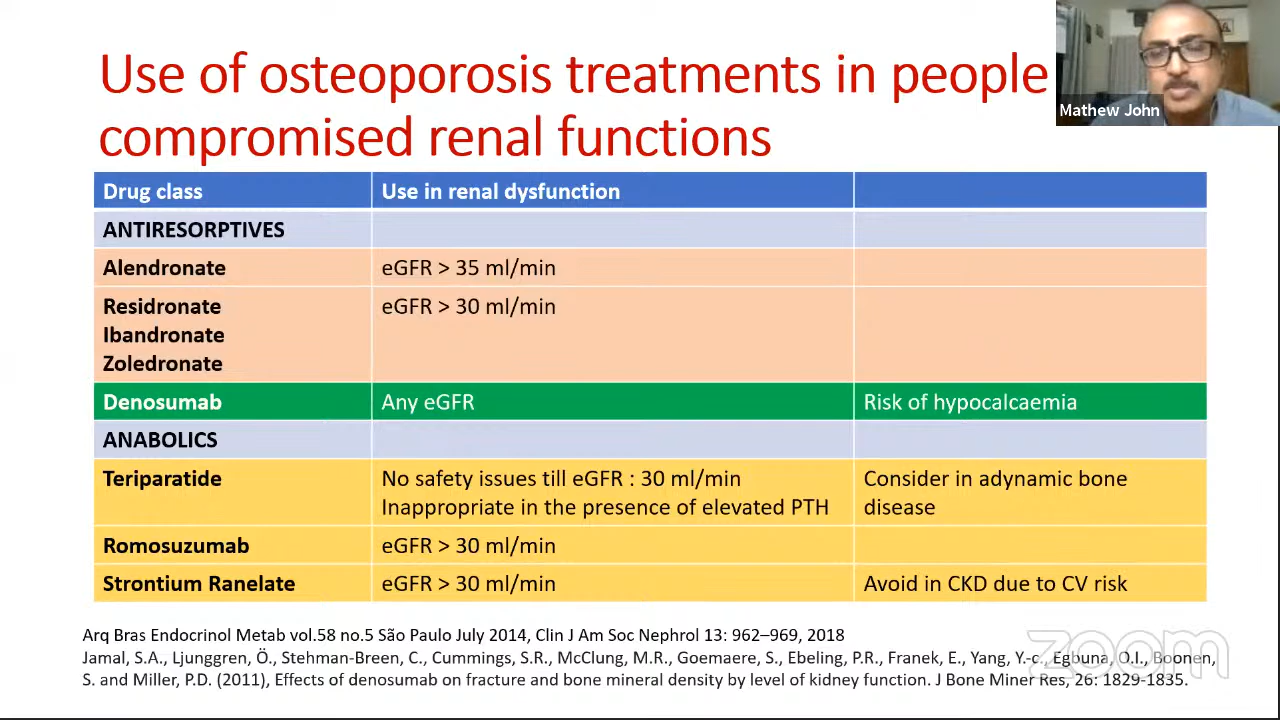 Use of osteoporosis treatments in people
compromised renal functions
Mathew John
Drug class Use in renal dysfunction
ANTIRESORPTIVES
Alendronate eGFR > 35 ml/min
Residronate eGFR > 30 ml/min
Ibandronate
Zoledronate
Denosumab Any eGFR Risk of hypocalcaemia
ANABOLICS
Teriparatide No safety issues till eGFR : 30 ml/min Consider in adynamic bone
Inappropriate in the presence of elevated PTH disease
Romosuzumab eGFR > 30 ml/min
Strontium Ranelate eGFR > 30 ml/min Avoid in CKD due to CV risk
Arq Bras Endocrinol Metab vol.58 no.5 São Paulo July 2014, Clin J Am Soc Nephrol 13: 962–969, 2018
Jamal, S.A., Ljunggren, Ö., Stehman-Breen, C., Cummings, S.R., McClung, M.R., Goemaere, S., Ebeling, P.R., Franek, E., Yang, Y.-c., Egbuna, O.I., Boonen,
S. and Miller, P.D. (2011), Effects of denosumab on fracture and bone mineral density by level of kidney function. J Bone Miner Res, 26: 1829-1835.
zoom